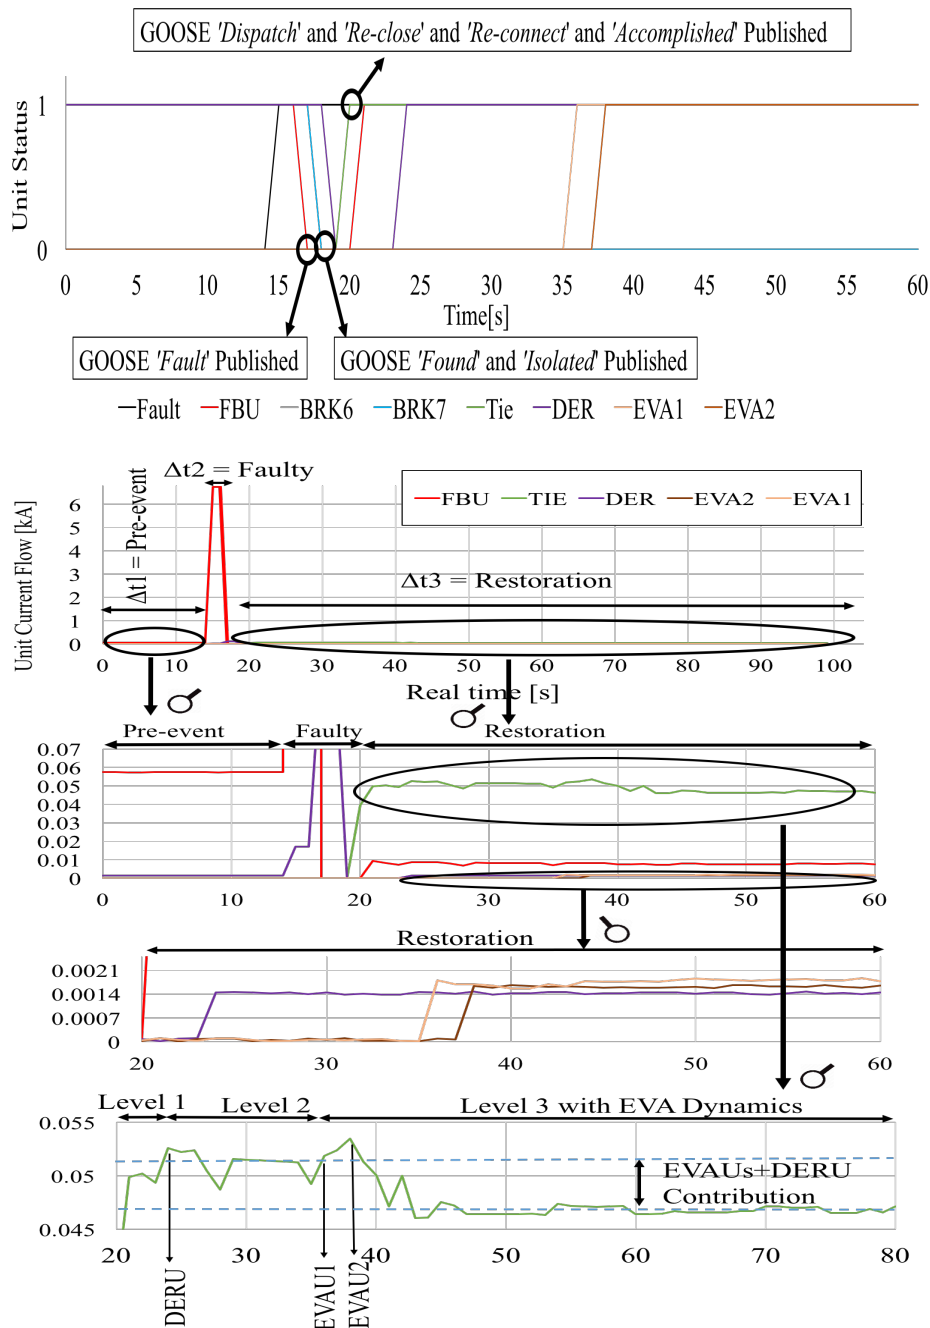 GOOSE 'Dispatch' and 'Re-close' and 'Re-connect' and 'Accomplished' Published
Unit Status
1
0
0 5 10 15 20 25 30 35 40 45 50 55 60
Time[s]
GOOSE 'Fault' Published
GOOSE 'Found' and 'Isolated' Published
Fault FBU BRK6 BRK7 Tie DER EVA1 EVA2
Δt2 = Faulty
Unit Current Flow [kA]
Δt1 = Pre-event
FBU TIE DER EVA2 EVA1
6
5
4
3
2
1
0
Δt3 = Restoration
0 10 20 30 40 50 60 70 80 90 100
Real time [s]
Pre-event Faulty Restoration
0.07
0.06
0.05
0.04
0.03
0.02
0.01
0
0 10 20 30 40 50 60
Restoration
0.0021
0.0014
0.0007
0
20 30 40 50 60
Level 1 Level 2 Level 3 with EVA Dynamics
0.055
0.05
0.045
EVAUs+DERU
Contribution
20 30 40 50 60 70 80
DERU
EVAU1
EVAU2